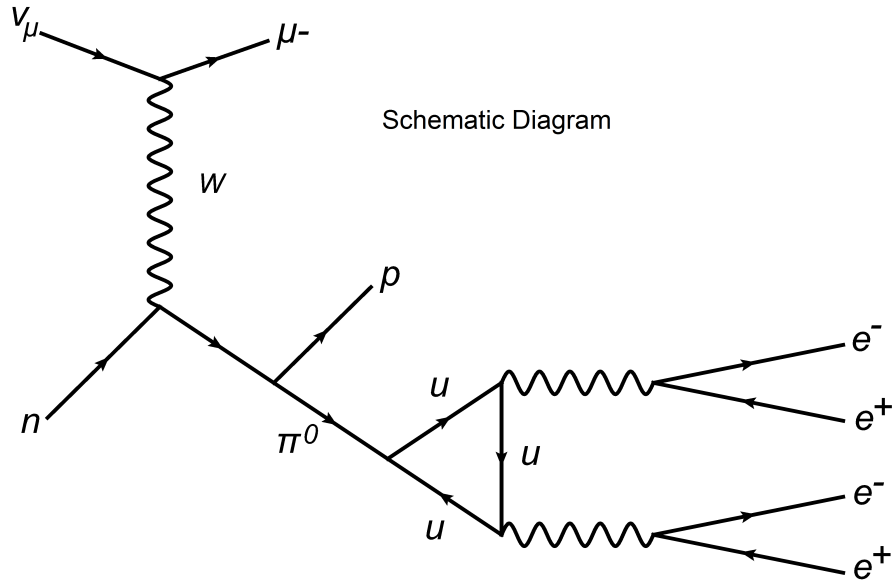 νμ
μ-
Schematic Diagram
W
p
n
π0
u
u
u
e-
e+
e-
e+